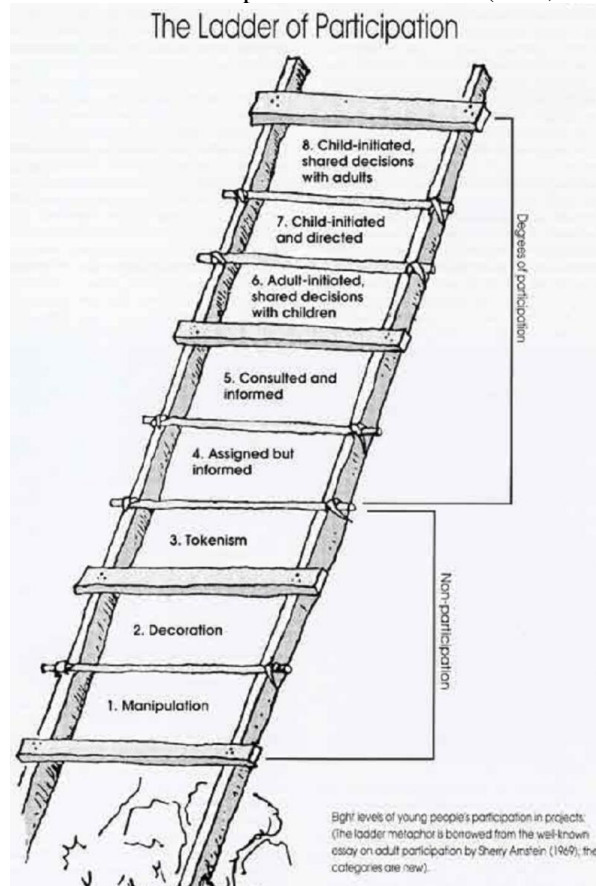 The Ladder of Participation
8. Child-initiated,
shared decisions
with adults
7. Child-initiated
and directed
6. Adult-initiated,
shared decisions
with children
5. Consulted and
informed
4. Assigned but
informed
3. Tokenism
2. Decoration
1. Manipulation
Degrees of participation
Non-participation
Eight levels of young people's participation in projects:
(The ladder metaphor is borrowed from the well-known
essay on adult participation by Sherry Arnstein (1969); the
categories are new).